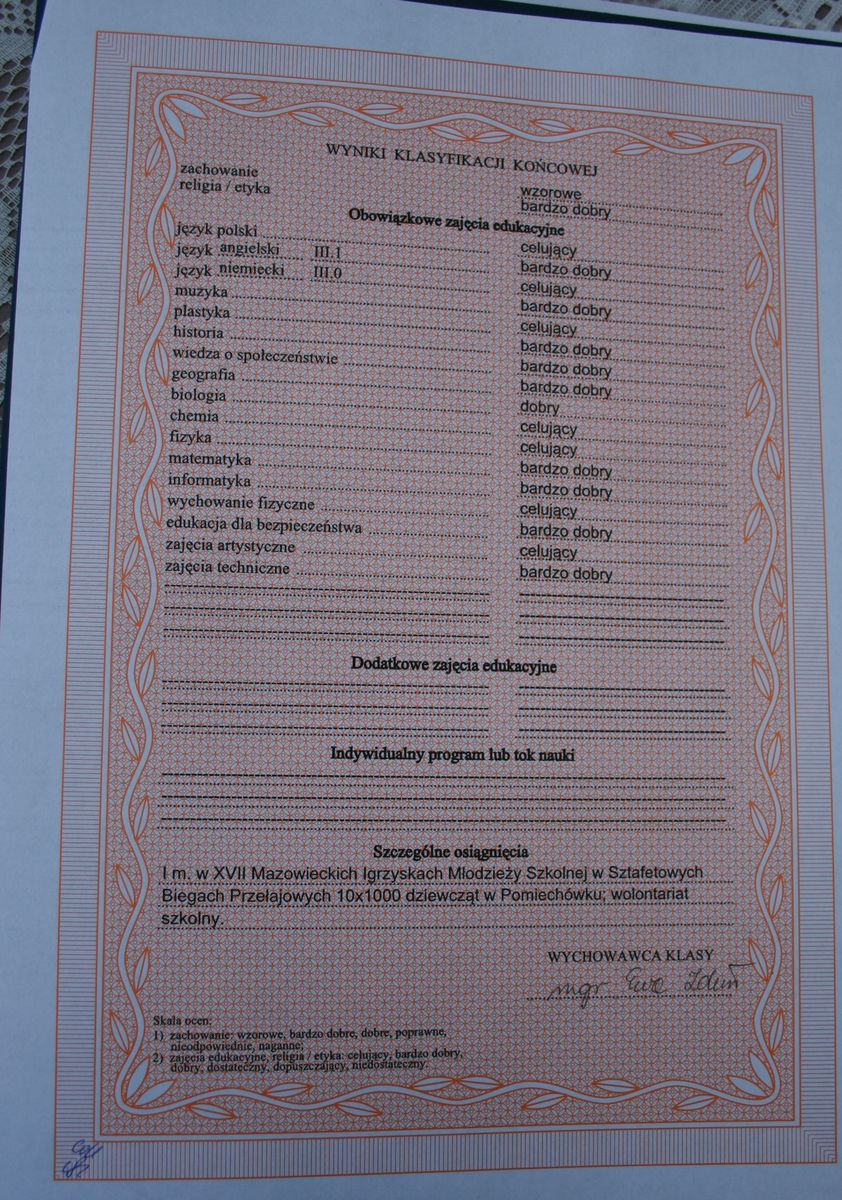 WYNIKI KLASYFIKACJI KOŃCOWEJ
zachowanie wzorowe
religia / etyka bardzo dobry
Obowiązkowe zajęcia edukacyjne
język polski celujący
język angielski III.1 bardzo dobry
język niemiecki III.0 celujący
muzyka bardzo dobry
plastyka celujący
historia bardzo dobry
wiedza o społeczeństwie bardzo dobry
geografia bardzo dobry
biologia dobry
chemia celujący
fizyka celujący
matematyka bardzo dobry
informatyka bardzo dobry
wychowanie fizyczne celujący
edukacja dla bezpieczeństwa bardzo dobry
zajęcia artystyczne celujący
zajęcia techniczne bardzo dobry
Dodatkowe zajęcia edukacyjne
Indywidualny program lub tok nauki
Szczególne osiągnięcia
I m. w XVII Mazowieckich Igrzyskach Młodzieży Szkolnej w Sztafetowych
Biegach Przełajowych 10x1000 dziewcząt w Pomiechówku; wolontariat
szkolny.
WYCHOWAWCA KLASY
mgr Ewa
Skala ocen:
1) zachowanie: wzorowe, bardzo dobre, dobre, poprawne,
nieodpowiednie, naganne;
2) zajęcia edukacyjne, religia / etyka: celujący, bardzo dobry,
dobry, dostateczny, dopuszczający, niedostateczny.